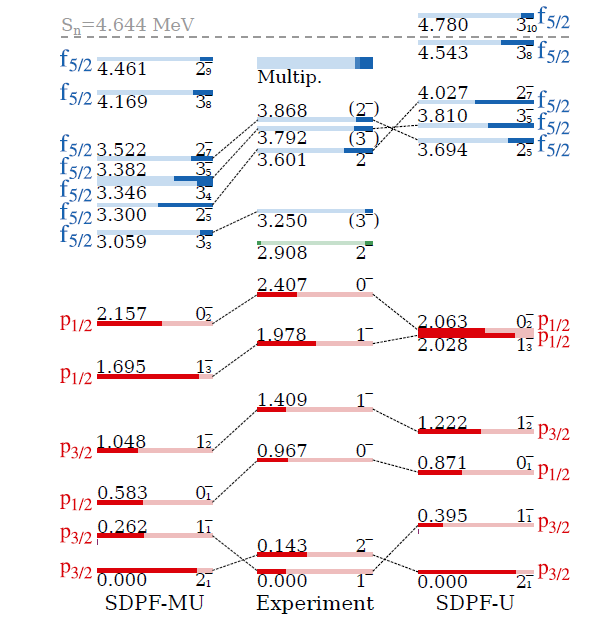 Sₙ=4.644 MeV
4.780 3₁₀⁻ f5/2
4.543 3₈⁻ f5/2
f5/2 4.461 2₉⁻
Multip.
f5/2 4.169 3₈⁻
4.027 2₇⁻ f5/2
3.868 (2⁻)
3.810 3₅⁻ f5/2
3.792 (3⁻)
3.694 2₅⁻ f5/2
3.601 2⁻
f5/2 3.522 2₇⁻
f5/2 3.382 3₅⁻
f5/2 3.346 3₄⁻
f5/2 3.300 2₅⁻
3.250 (3⁻)
f5/2 3.059 3₃⁻
2.908 2⁻
2.407 0⁻
p1/2 2.157 0₂⁻
2.063 0₂⁻ p1/2
2.028 1₃⁻ p1/2
1.978 1⁻
p1/2 1.695 1₃⁻
1.409 1⁻
1.222 1₂⁻ p3/2
p3/2 1.048 1₂⁻
0.967 0⁻
0.871 0₁⁻ p1/2
p1/2 0.583 0₁⁻
0.395 1₁⁻ p3/2
p3/2 0.262 1₁⁻
0.143 2⁻
p3/2 0.000 2₁⁻
0.000 1⁻
0.000 2₁⁻ p3/2
SDPF-MU Experiment SDPF-U